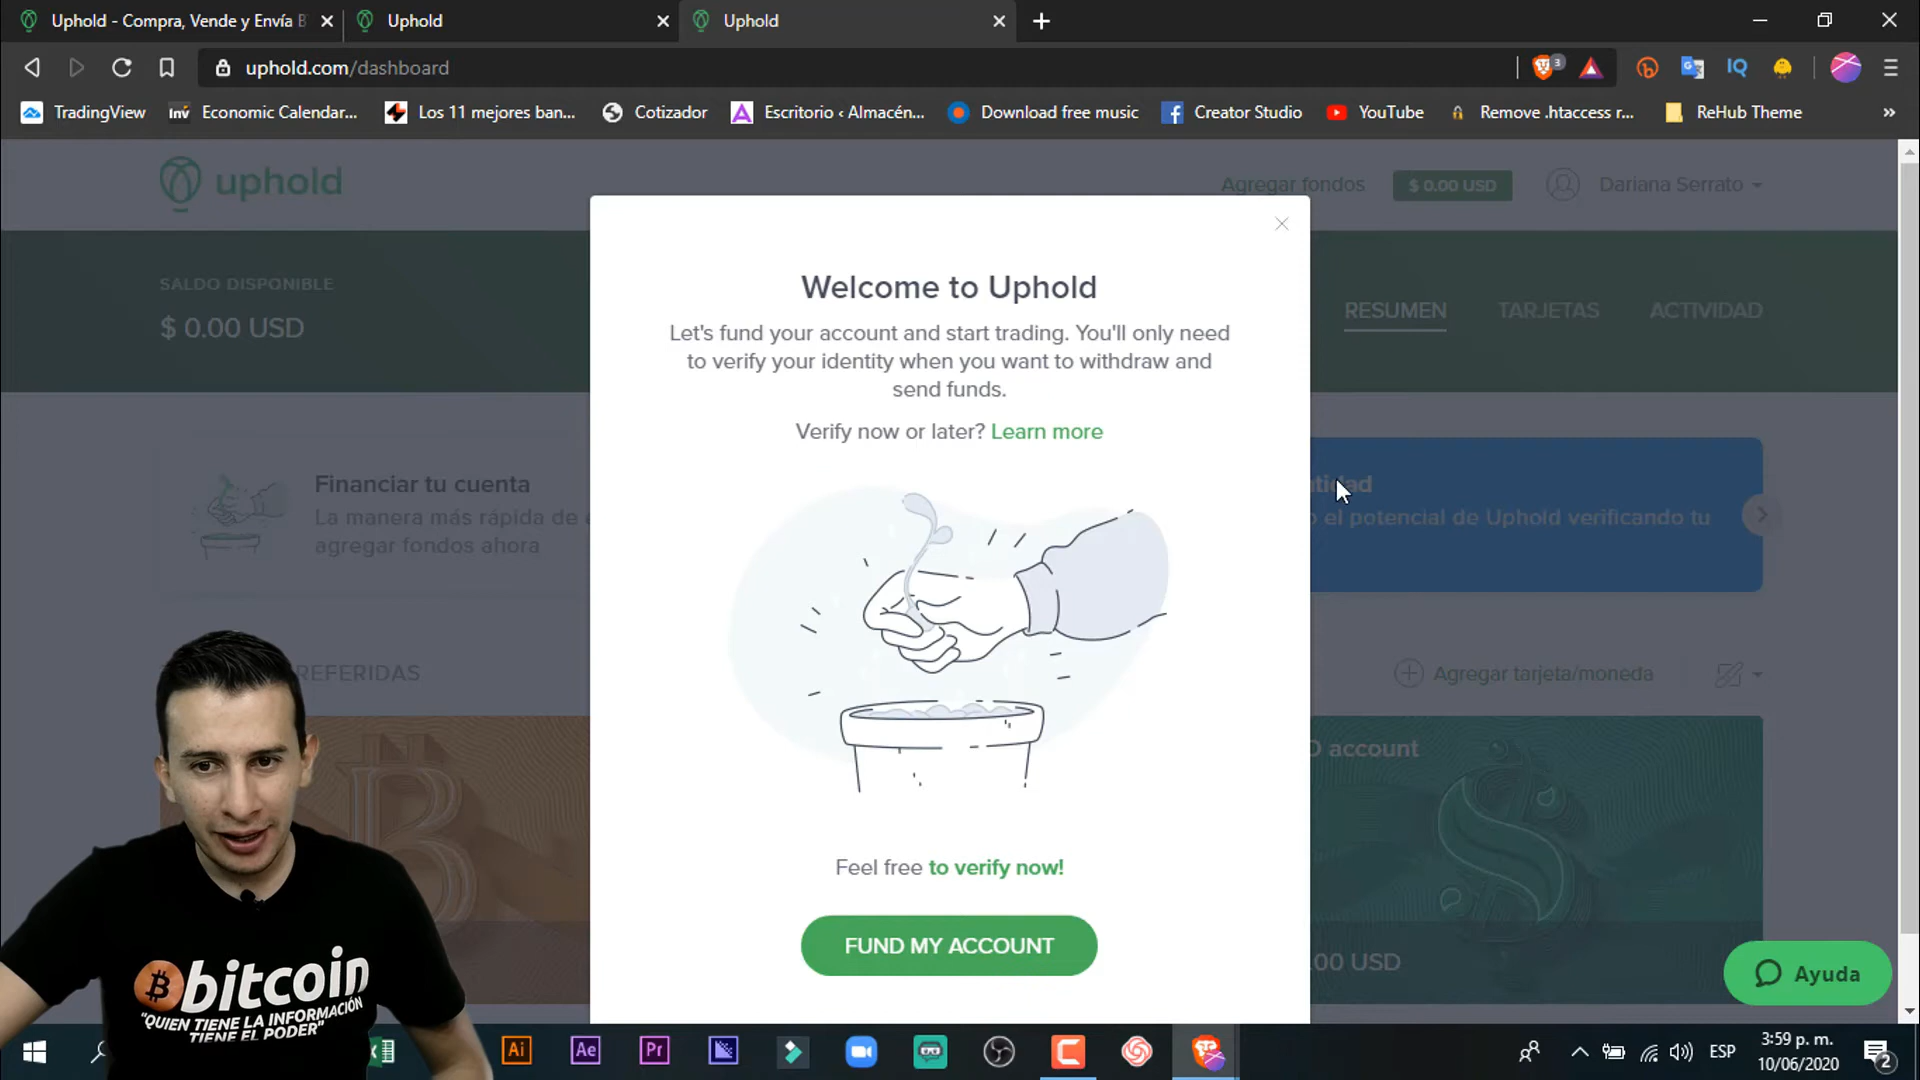 Uphold - Compra, Vende y Envía B
Uphold
Uphold
uphold.com/dashboard
3
TradingView
Economic Calendar...
Los 11 mejores ban...
Cotizador
Escritorio ‹ Almacén...
Download free music
Creator Studio
YouTube
Remove .htaccess r...
ReHub Theme
uphold
Agregar fondos
$ 0.00 USD
Dariana Serrato
SALDO DISPONIBLE
$ 0.00 USD
RESUMEN
TARJETAS
ACTIVIDAD
Welcome to Uphold
Let's fund your account and start trading. You'll only need
to verify your identity when you want to withdraw and
send funds.
Verify now or later? Learn more
Financiar tu cuenta
La manera más rápida de
agregar fondos ahora
el potencial de Uphold verificando tu
REFERIDAS
Agregar tarjeta/moneda
account
.00 USD
Feel free to verify now!
FUND MY ACCOUNT
Ayuda
bitcoin
"QUIEN TIENE LA INFORMACIÓN
TIENE EL PODER"
Ai
Ae
Pr
ESP
3:59 p. m.
10/06/2020
2